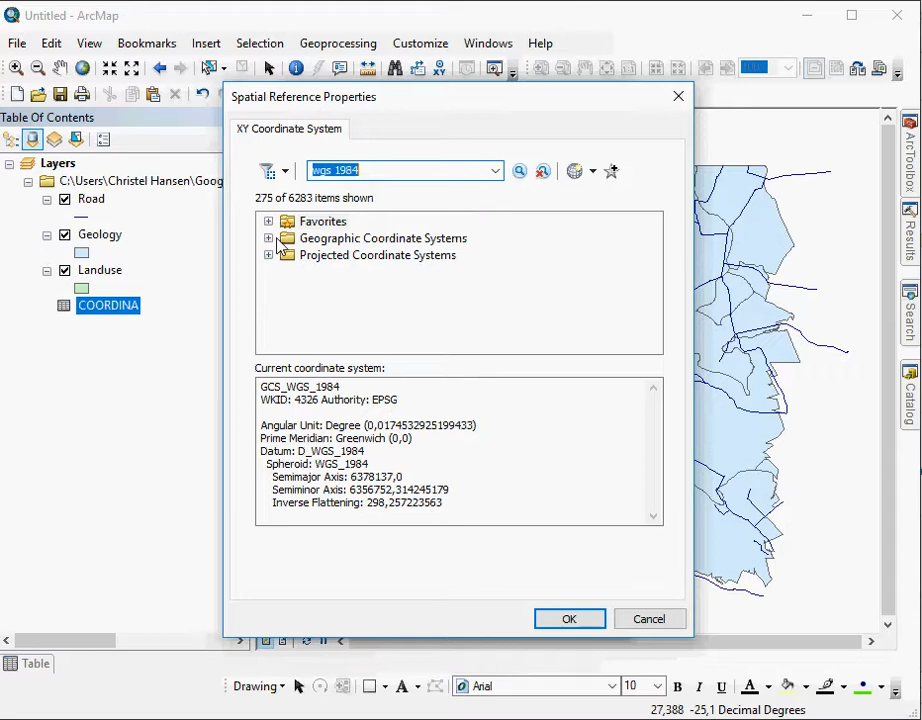 Untitled - ArcMap
File Edit View Bookmarks Insert Selection Geoprocessing Customize Windows Help
Table Of Contents
Layers
C:\Users\Christel Hansen\Goog
Road
Geology
Landuse
COORDINA
Spatial Reference Properties
XY Coordinate System
wgs 1984
275 of 6283 items shown
Favorites
Geographic Coordinate Systems
Projected Coordinate Systems
Current coordinate system:
GCS_WGS_1984
WKID: 4326 Authority: EPSG
Angular Unit: Degree (0,0174532925199433)
Prime Meridian: Greenwich (0,0)
Datum: D_WGS_1984
Spheroid: WGS_1984
Semimajor Axis: 6378137,0
Semiminor Axis: 6356752,314245179
Inverse Flattening: 298,257223563
OK Cancel
ArcToolbox
Results
Search
Catalog
Table
Drawing Arial 10 B I U A
27,388 -25,1 Decimal Degrees